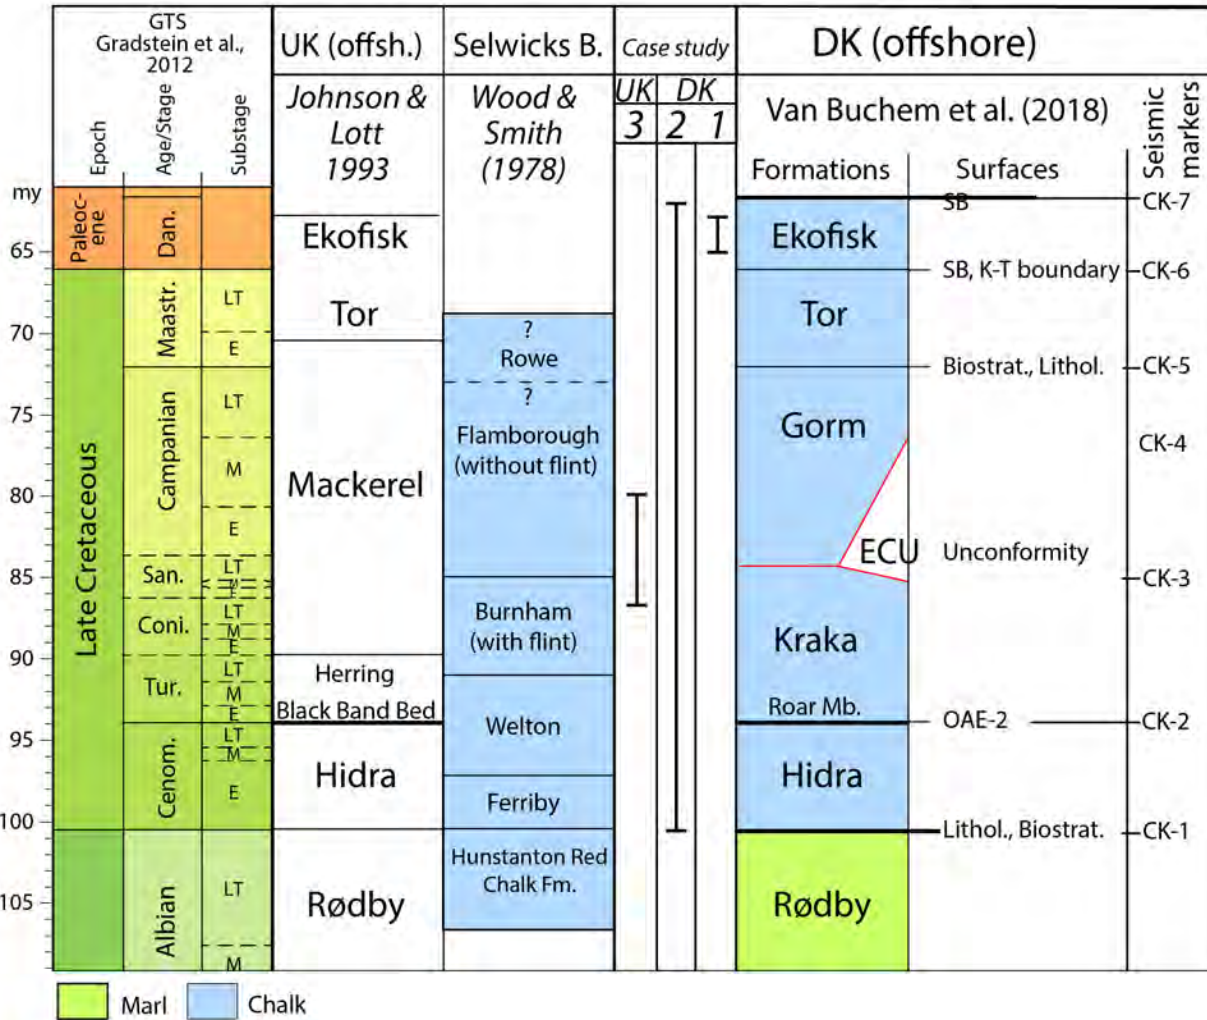 GTS
Gradstein et al.,
2012
Epoch
Age/Stage
Substage
UK (offsh.)
Johnson &
Lott
1993
Selwicks B.
Wood &
Smith
(1978)
Case study
UK DK
3 2 1
DK (offshore)
Van Buchem et al. (2018)
Formations
Surfaces
Seismic
markers
my
65
70
75
80
85
90
95
100
105
Paleoc-
ene
Late Cretaceous
Dan.
Maastr.
Campanian
San.
Coni.
Tur.
Cenom.
Albian
LT
E
LT
M
E
LT
M
E
LT
M
E
LT
M
E
LT
M
E
LT
M
Ekofisk
Tor
Mackerel
Herring
Black Band Bed
Hidra
Rødby
?
Rowe
?
Flamborough
(without flint)
Burnham
(with flint)
Welton
Ferriby
Hunstanton Red
Chalk Fm.
Ekofisk
Tor
Gorm
ECU
Kraka
Roar Mb.
Hidra
Rødby
SB
SB, K-T boundary
Biostrat., Lithol.
Unconformity
OAE-2
Lithol., Biostrat.
CK-7
CK-6
CK-5
CK-4
CK-3
CK-2
CK-1
Marl
Chalk